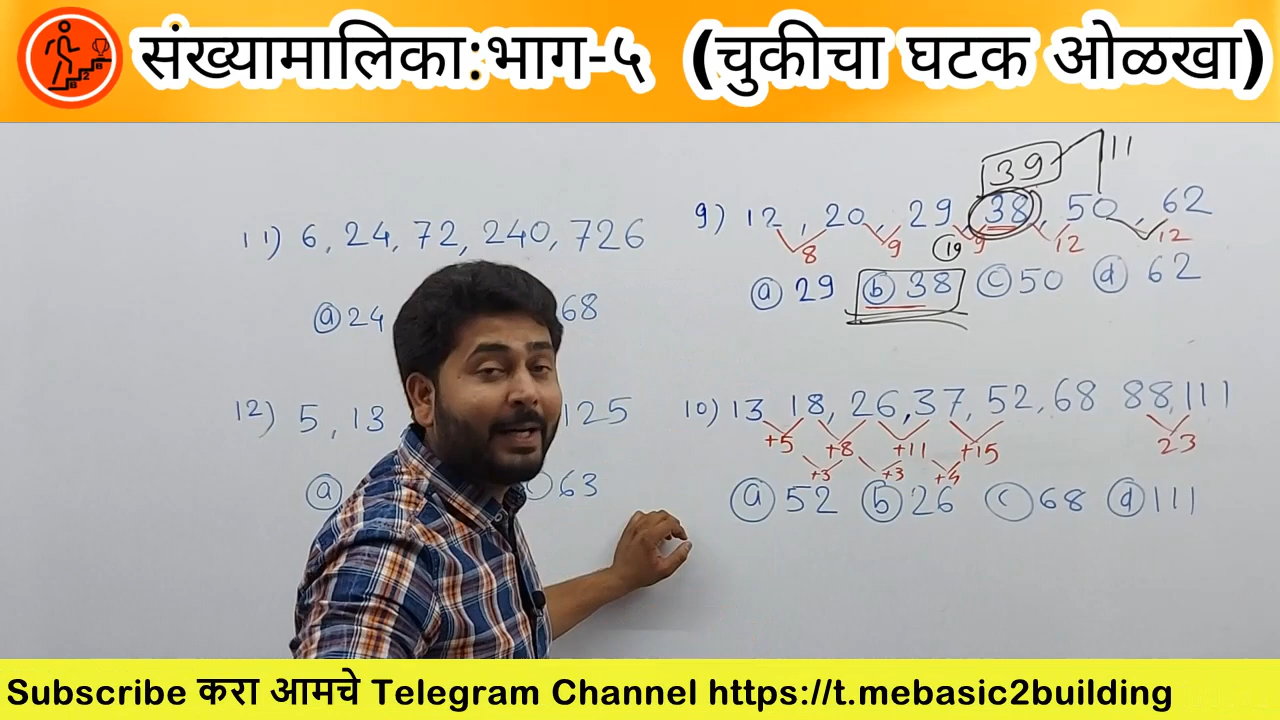 संख्यामालिका:भाग-५ (चुकीचा घटक ओळखा)
11) 6, 24, 72, 240, 726
ⓐ 24 68
12) 5, 13 125
ⓐ 63
39 11
9) 12, 20, 29, 38, 50, 62
8 9 19 9 12 12
ⓐ 29 ⓑ 38 ⓒ 50 ⓓ 62
10) 13 18, 26, 37, 52, 68 88, 111
+5 +8 +11 +15 23
+3 +3 +4
ⓐ 52 ⓑ 26 ⓒ 68 ⓓ 111
Subscribe करा आमचे Telegram Channel https://t.mebasic2building